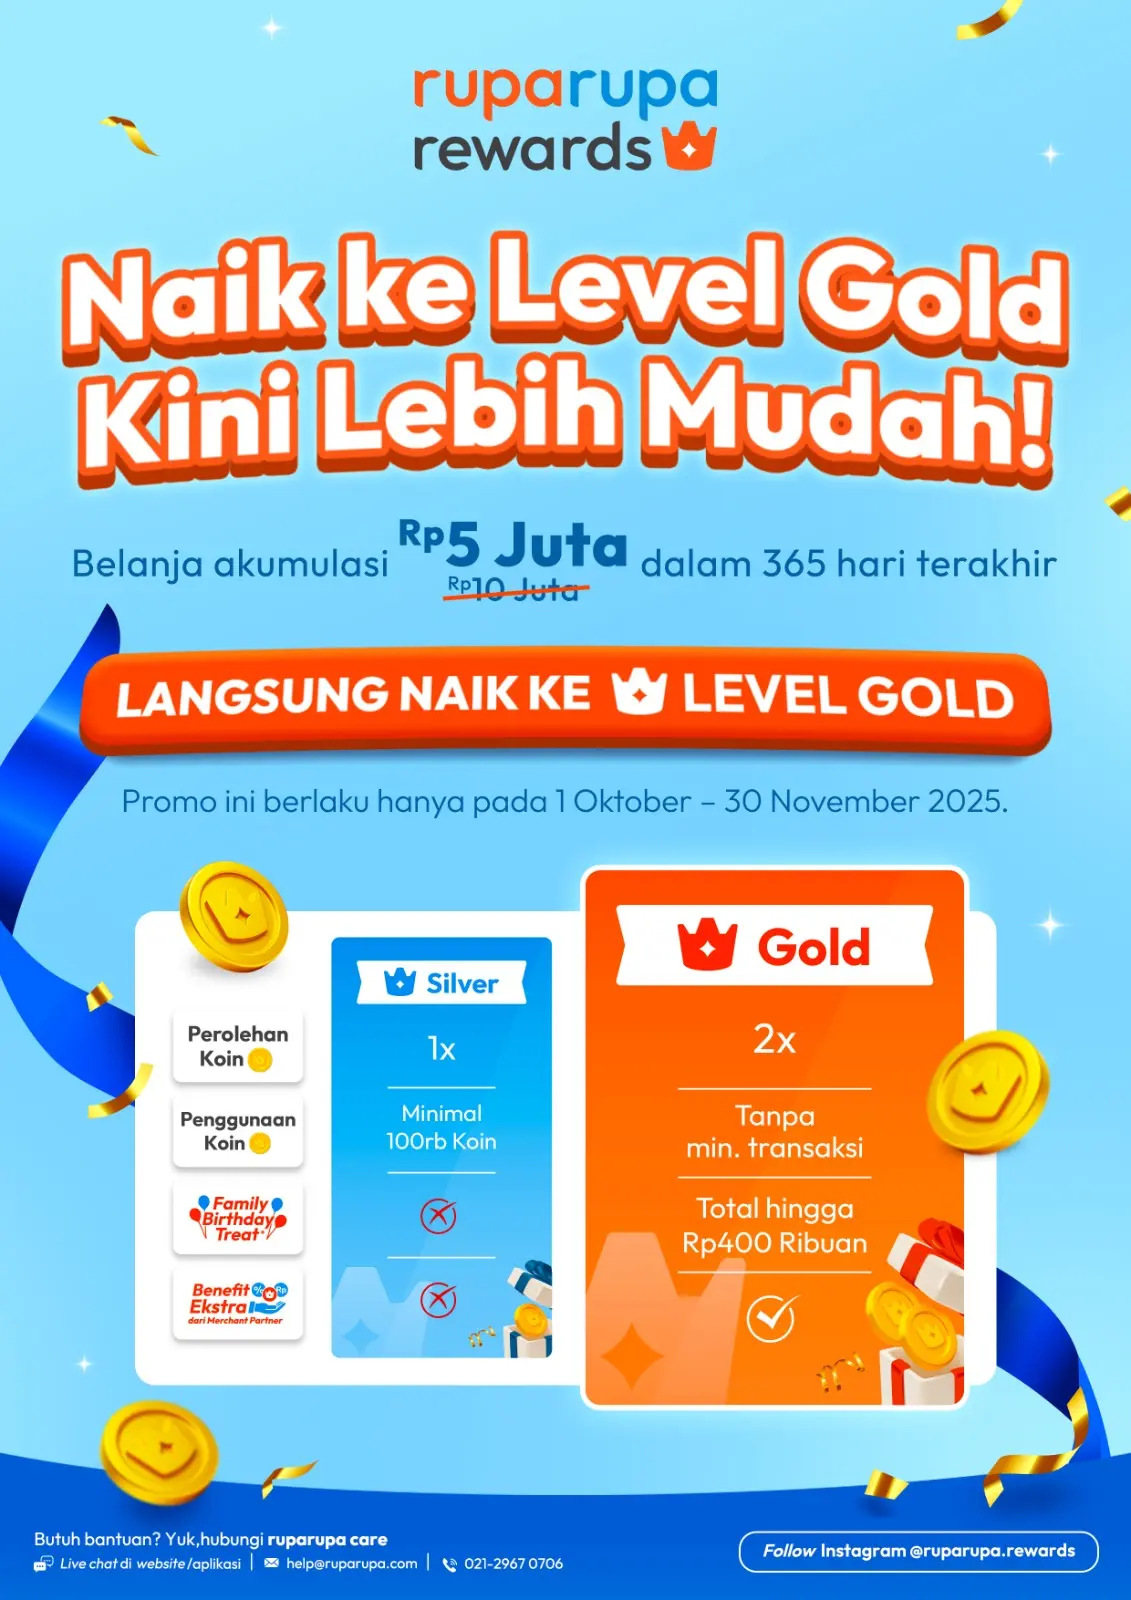 ruparupa
rewards
Naik ke Level Gold
Kini Lebih Mudah!
Belanja akumulasi Rp5 Juta dalam 365 hari terakhir
Rp10 Juta
LANGSUNG NAIK KE LEVEL GOLD
Promo ini berlaku hanya pada 1 Oktober – 30 November 2025.
Silver
Gold
Perolehan
Koin
1x
2x
Penggunaan
Koin
Minimal
100rb Koin
Tanpa
min. transaksi
Family
Birthday
Treat*
Total hingga
Rp400 Ribuan
Benefit % Rp
Ekstra
dari Merchant Partner
Butuh bantuan? Yuk,hubungi ruparupa care
Live chat di website/aplikasi | help@ruparupa.com | 021-2967 0706
Follow Instagram @ruparupa.rewards